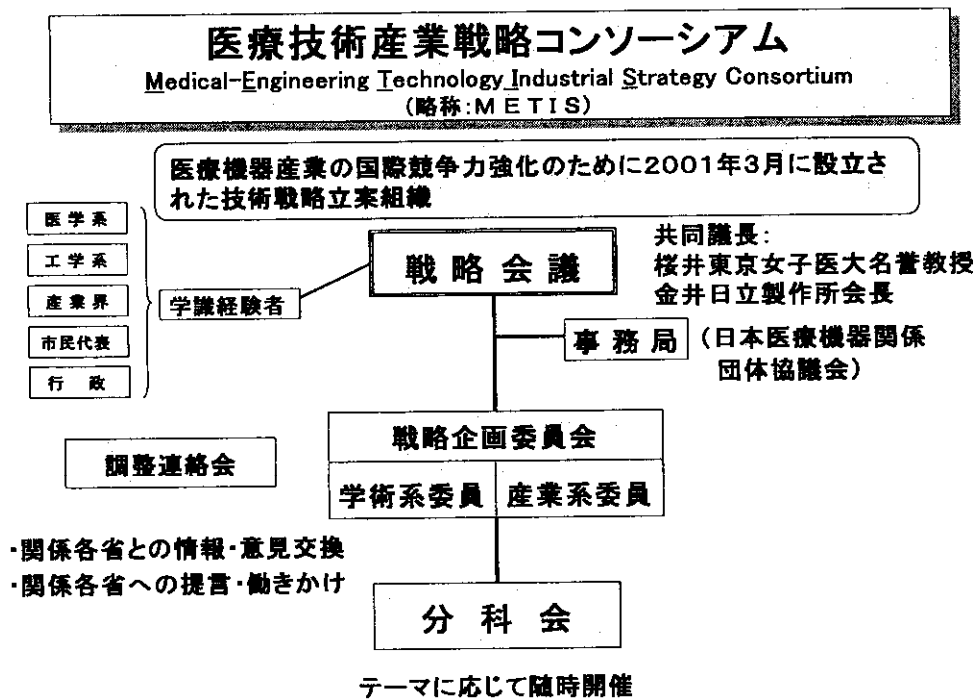 医療技術産業戦略コンソーシアム
Medical-Engineering Technology Industrial Strategy Consortium
(略称:METIS)
医療機器産業の国際競争力強化のために2001年3月に設立さ
れた技術戦略立案組織
医学系
工学系
産業界
市民代表
行 政
学識経験者
戦略会議
共同議長:
桜井東京女子医大名誉教授
金井日立製作所会長
事務局
(日本医療機器関係
団体協議会)
戦略企画委員会
学術系委員
産業系委員
調整連絡会
・関係各省との情報・意見交換
・関係各省への提言・働きかけ
分 科 会
テーマに応じて随時開催